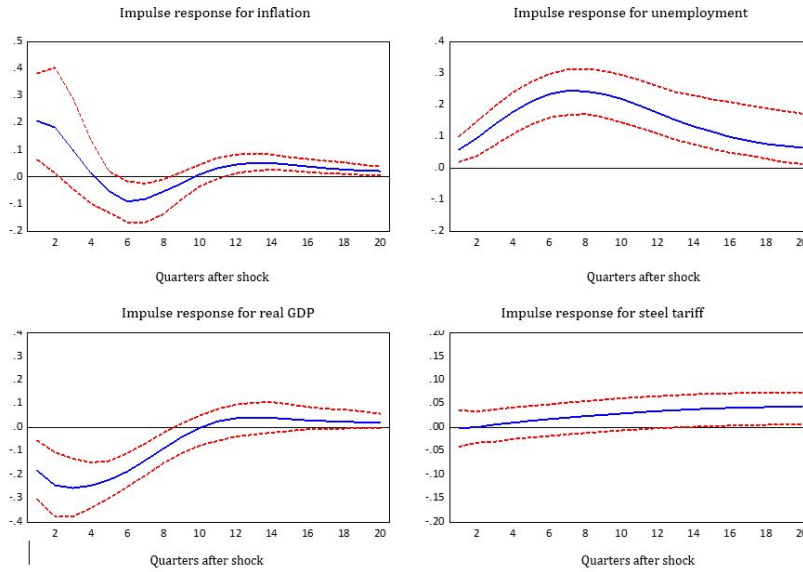 Impulse response for inflation
.5
.4
.3
.2
.1
.0
-.1
-.2
2 4 6 8 10 12 14 16 18 20
Quarters after shock
Impulse response for unemployment
.4
.3
.2
.1
.0
-.1
-.2
2 4 6 8 10 12 14 16 18 20
Quarters after shock
Impulse response for real GDP
.4
.3
.2
.1
.0
-.1
-.2
-.3
-.4
2 4 6 8 10 12 14 16 18 20
Quarters after shock
Impulse response for steel tariff
.20
.15
.10
.05
.00
-.05
-.10
-.15
-.20
2 4 6 8 10 12 14 16 18 20
Quarters after shock